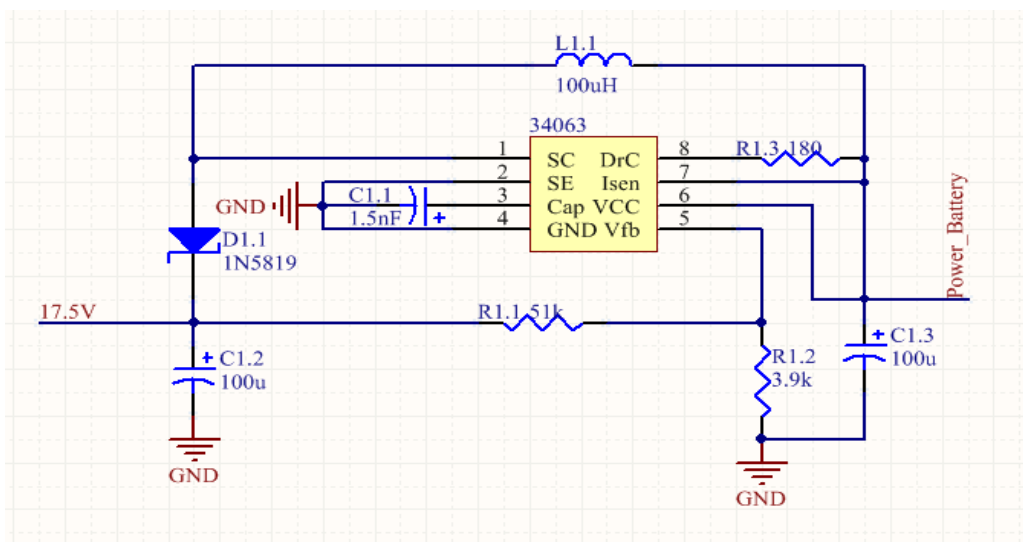 L1.1
100uH
34063
1
SC
DrC
8
R1.3 180
2
SE
Isen
7
GND
C1.1
1.5nF
+
3
Cap
VCC
6
4
GND
Vfb
5
Power_Battery
D1.1
1N5819
17.5V
R1.1 51k
+
C1.2
100u
R1.2
3.9k
+
C1.3
100u
GND
GND